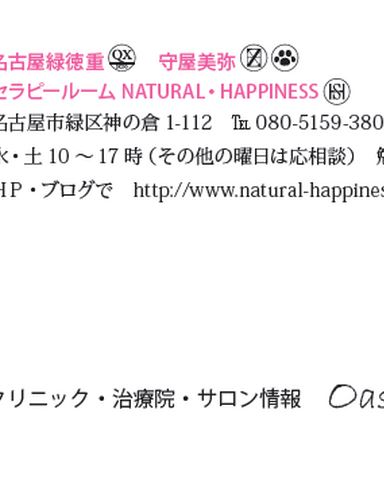 名古屋緑徳重 QX 守屋美弥
セラピールーム NATURAL・HAPPINESS
名古屋市緑区神の倉 1-112 ℡ 080-5159-380
水・土 10 ～ 17 時（その他の曜日は応相談）
HP・ブログで http://www.natural-happines
クリニック・治療院・サロン情報 Oas